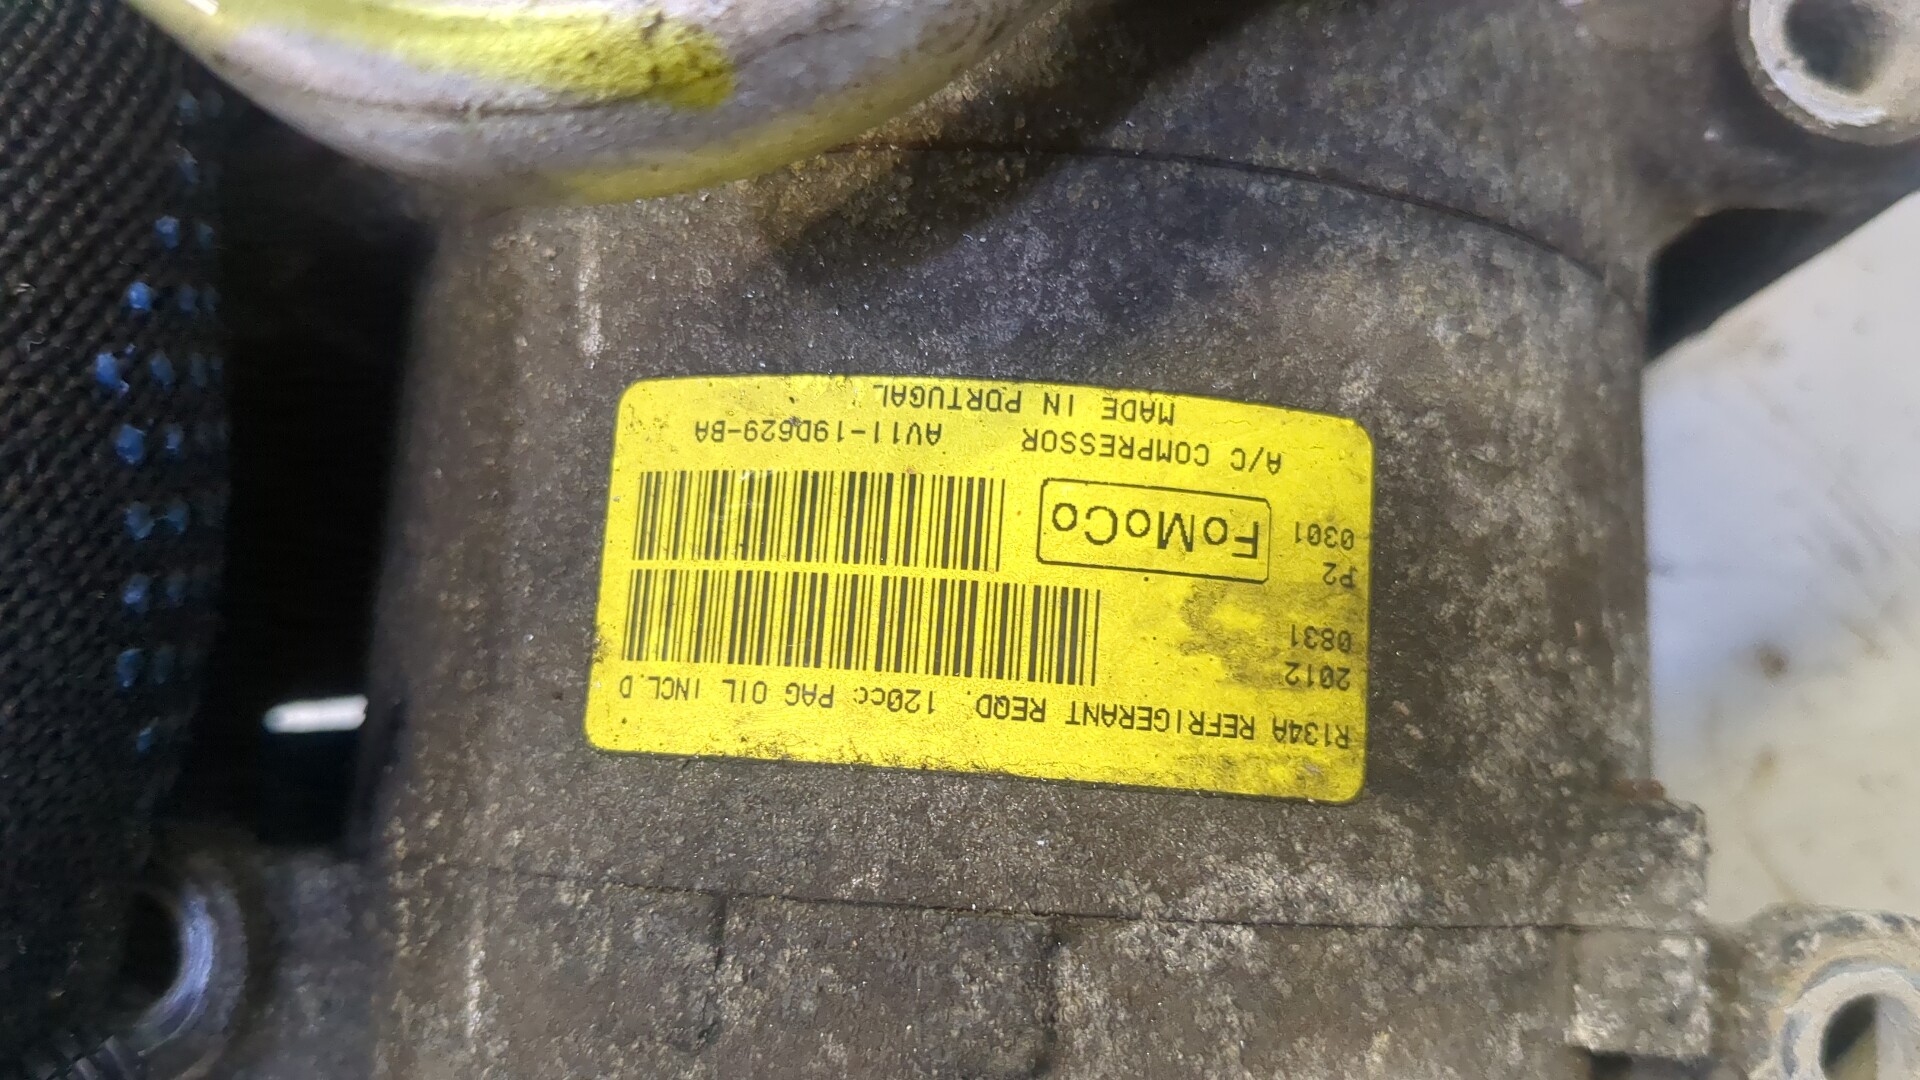 R134A REFRIGERANT REQD. 120cc PAG OIL INCL.D
2012
0831
P2
0301
FoMoCo
A/C COMPRESSOR AV11-19D629-BA
MADE IN PORTUGAL